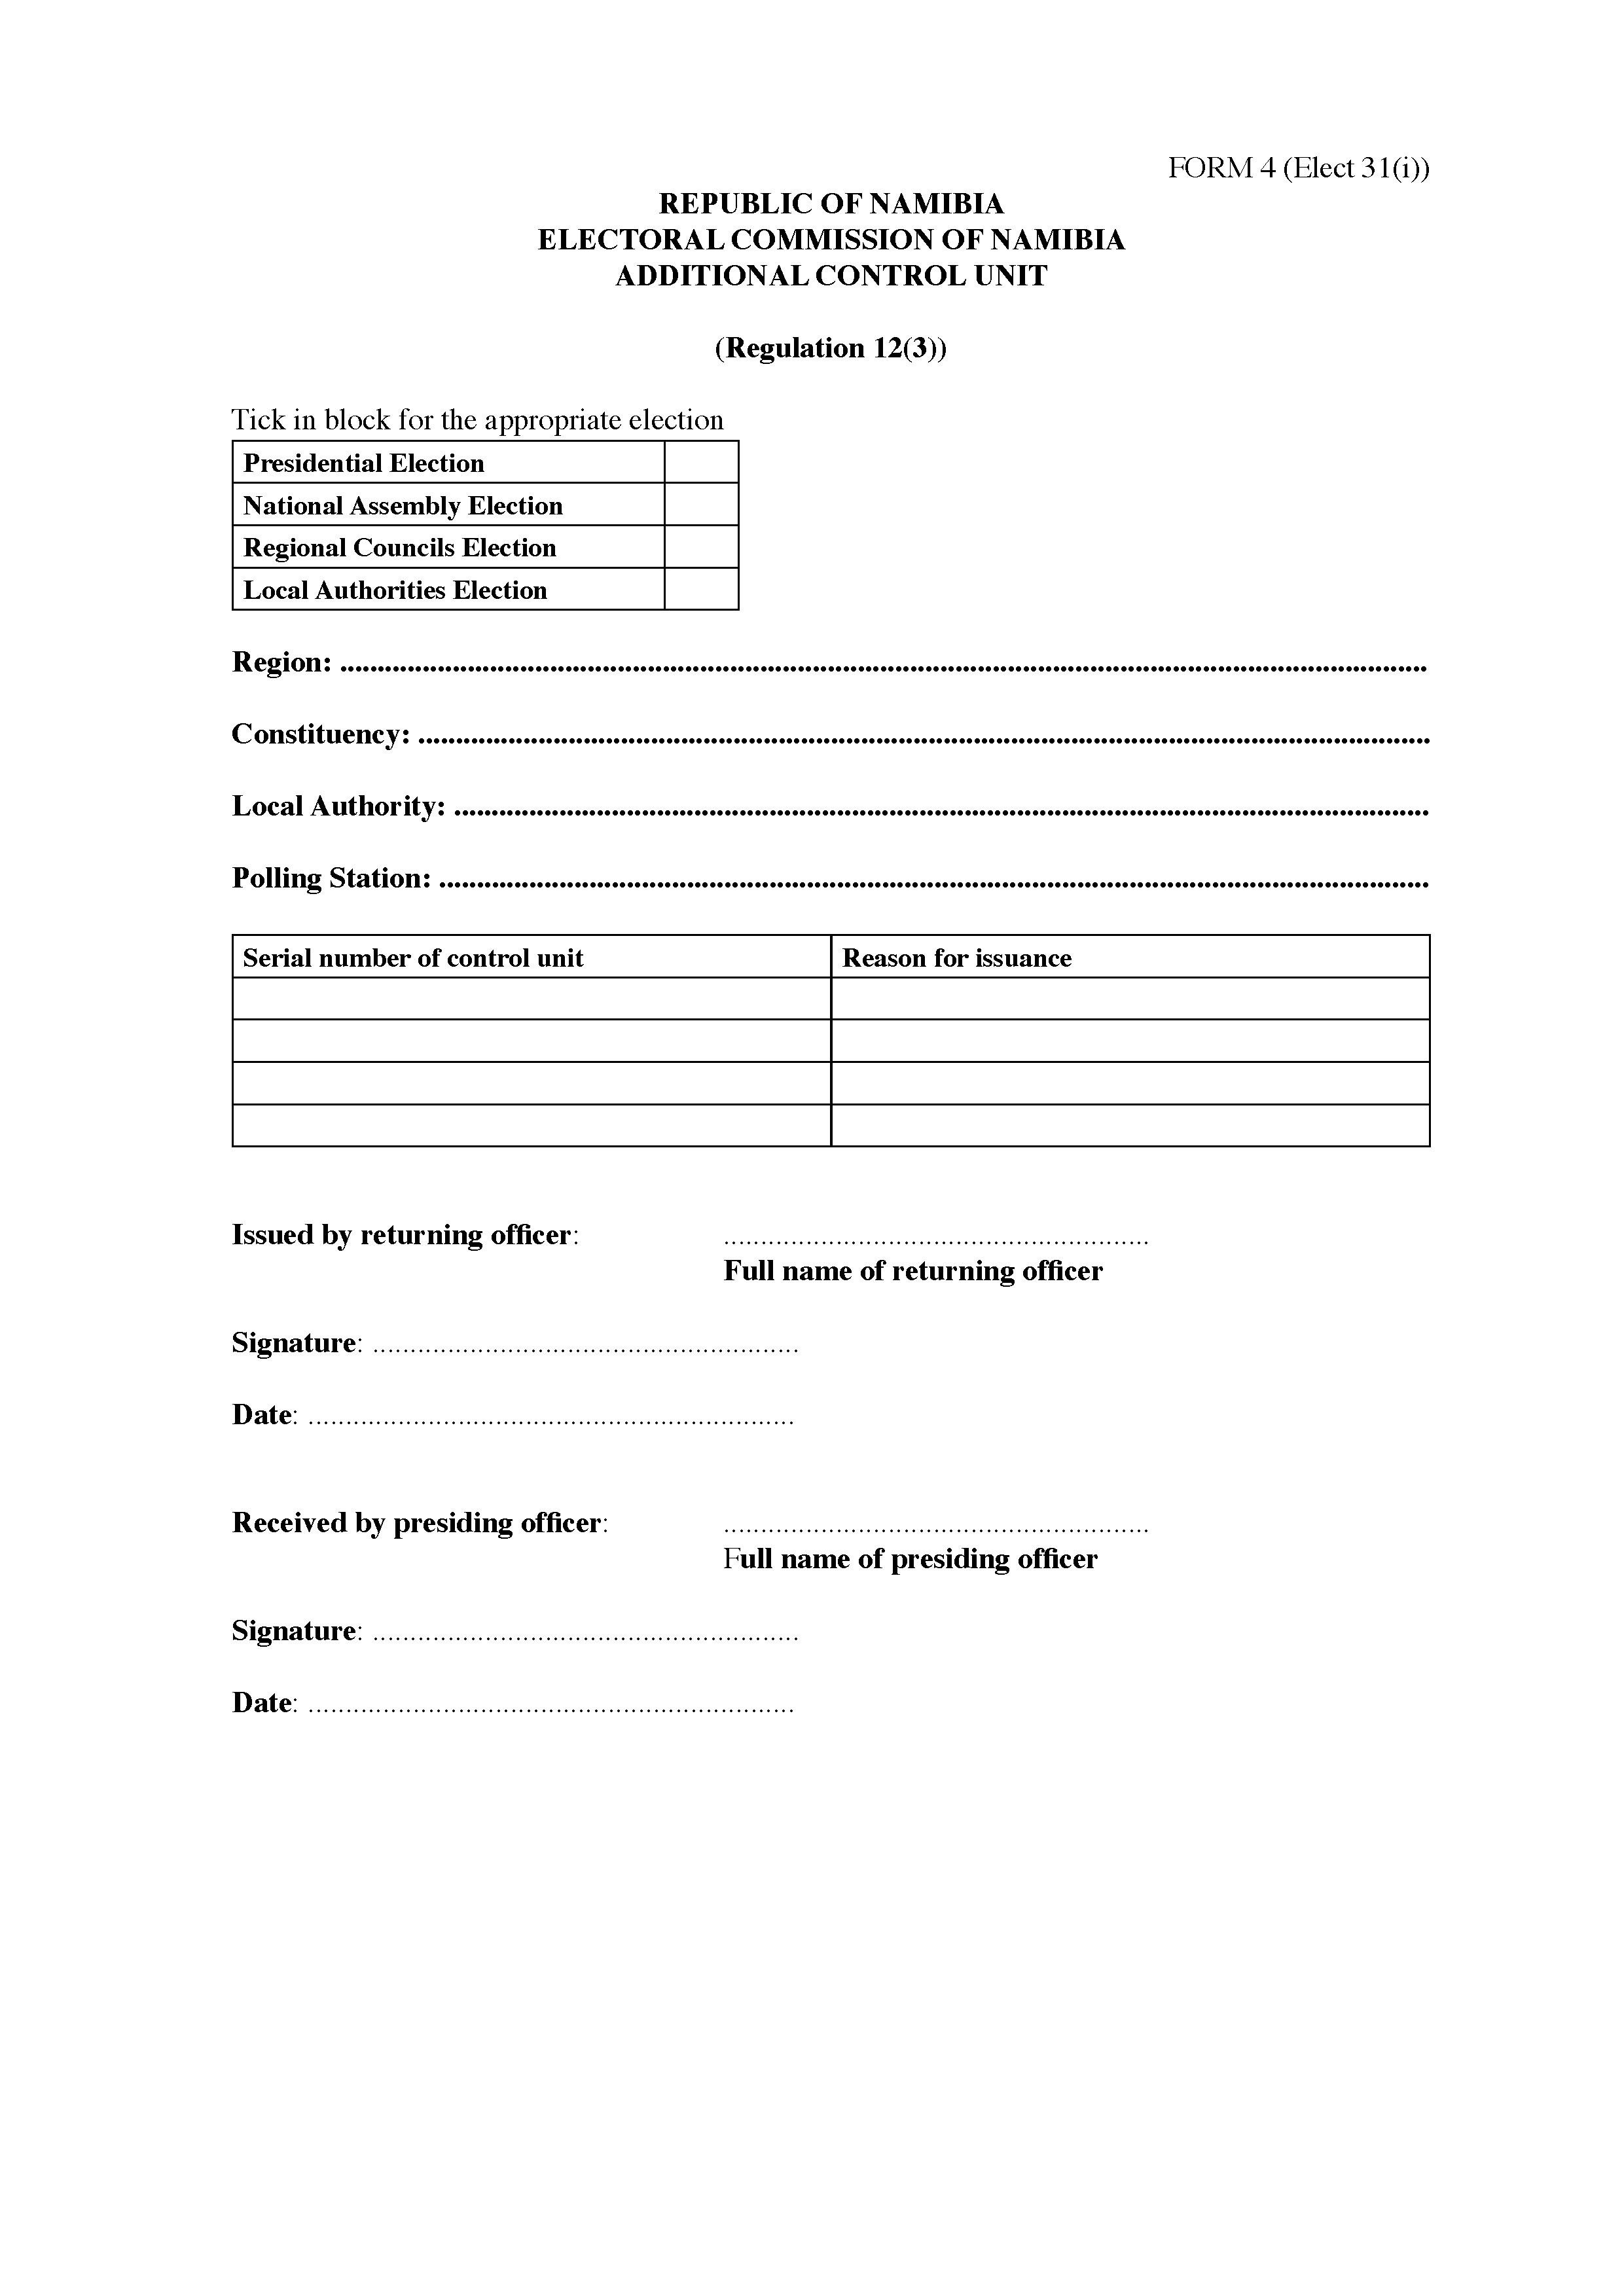 FORM 4 (Elect 31(i))
REPUBLIC OF NAMIBIA
ELECTORAL COMMISSION OF NAMIBIA
ADDITIONAL CONTROL UNIT
(Regulation 12(3))
Tick in block for the appropriate election
Presidential Election
National Assembly Election
Regional Councils Election
Local Authorities Election
Region: ................................................................................
Constituency: ................................................................................
Local Authority: ................................................................................
Polling Station: ................................................................................
Serial number of control unit Reason for issuance
Issued by returning officer: .........................................................
Full name of returning officer
Signature: .........................................................
Date: .................................................................
Received by presiding officer: .........................................................
Full name of presiding officer
Signature: .........................................................
Date: .................................................................